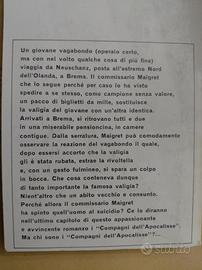 Un giovane vagabondo (operaio certo,
ma con nel volto qualche cosa di più fine)
viaggia da Neuschanz, posta all'estremo Nord
dell'Olanda, a Brema. Il commissario Maigret
che lo segue perché per caso lo ha visto
spedire a se stesso, come campione senza valore,
un pacco di biglietti da mille, sostituisce
la valigia del giovane con un'altra identica.
Arrivati a Brema, si ritrovano tutti e due
in una miserabile pensioncina, in camere
contigue. Dalla serratura, Maigret può comodamente
osservare la reazione del vagabondo il quale,
dopo essersi accorto che la valigia
gli è stata rubata, estrae la rivoltella
e, con un gesto fulmineo, si spara un colpo
in bocca. Che cosa conteneva dunque
di tanto importante la famosa valigia?
Nient'altro che un abito vecchio e consunto.
Perché allora il commissario Maigret
ha spinto quell'uomo al suicidio? Ce lo diranno
nell'ultimo capitolo di questo appassionante
e avvincente romanzo i "Compagni dell'Apocalisse".
Ma chi sono i "Compagni dell'Apocalisse"?...
subito